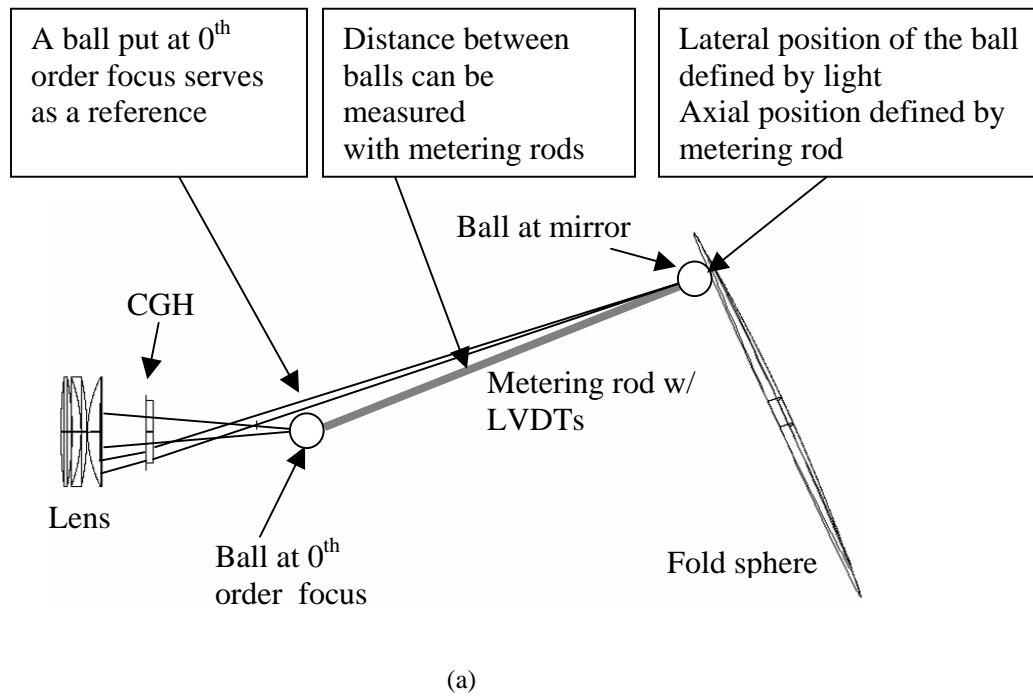 A ball put at 0th
order focus serves
as a reference
Distance between
balls can be
measured
with metering rods
Lateral position of the ball
defined by light
Axial position defined by
metering rod
Ball at mirror
CGH
Metering rod w/
LVDTs
Lens
Ball at 0th
order focus
Fold sphere
(a)